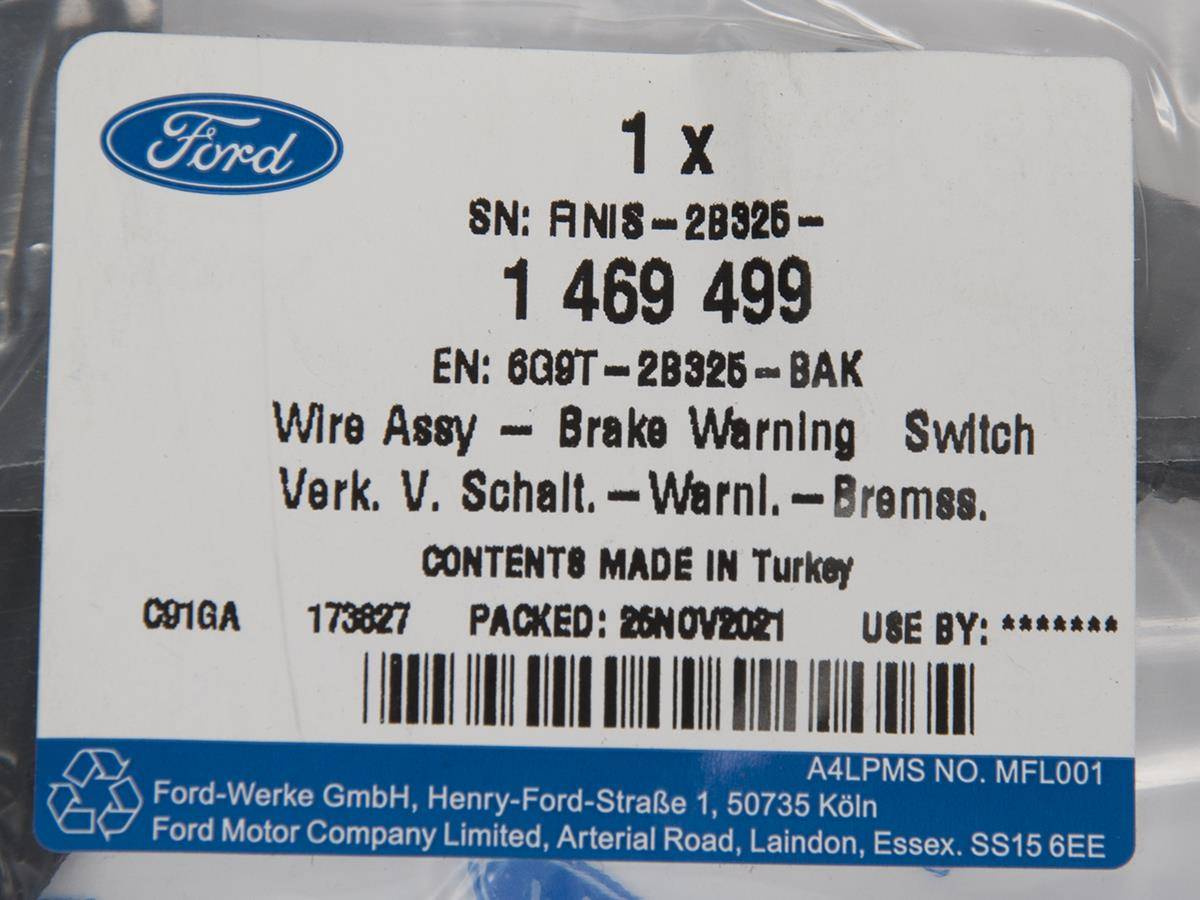 Ford
1 x
SN: FINIS-2B325-
1 469 499
EN: 6G9T-2B325-BAK
Wire Assy - Brake Warning Switch
Verk. V. Schalt.-Warnl.-Bremss.
CONTENTS MADE IN Turkey
C91GA 173627 PACKED: 25NOV2021 USE BY: *******
A4LPMS NO. MFL001
Ford-Werke GmbH, Henry-Ford-Straße 1, 50735 Köln
Ford Motor Company Limited, Arterial Road, Laindon, Essex. SS15 6EE